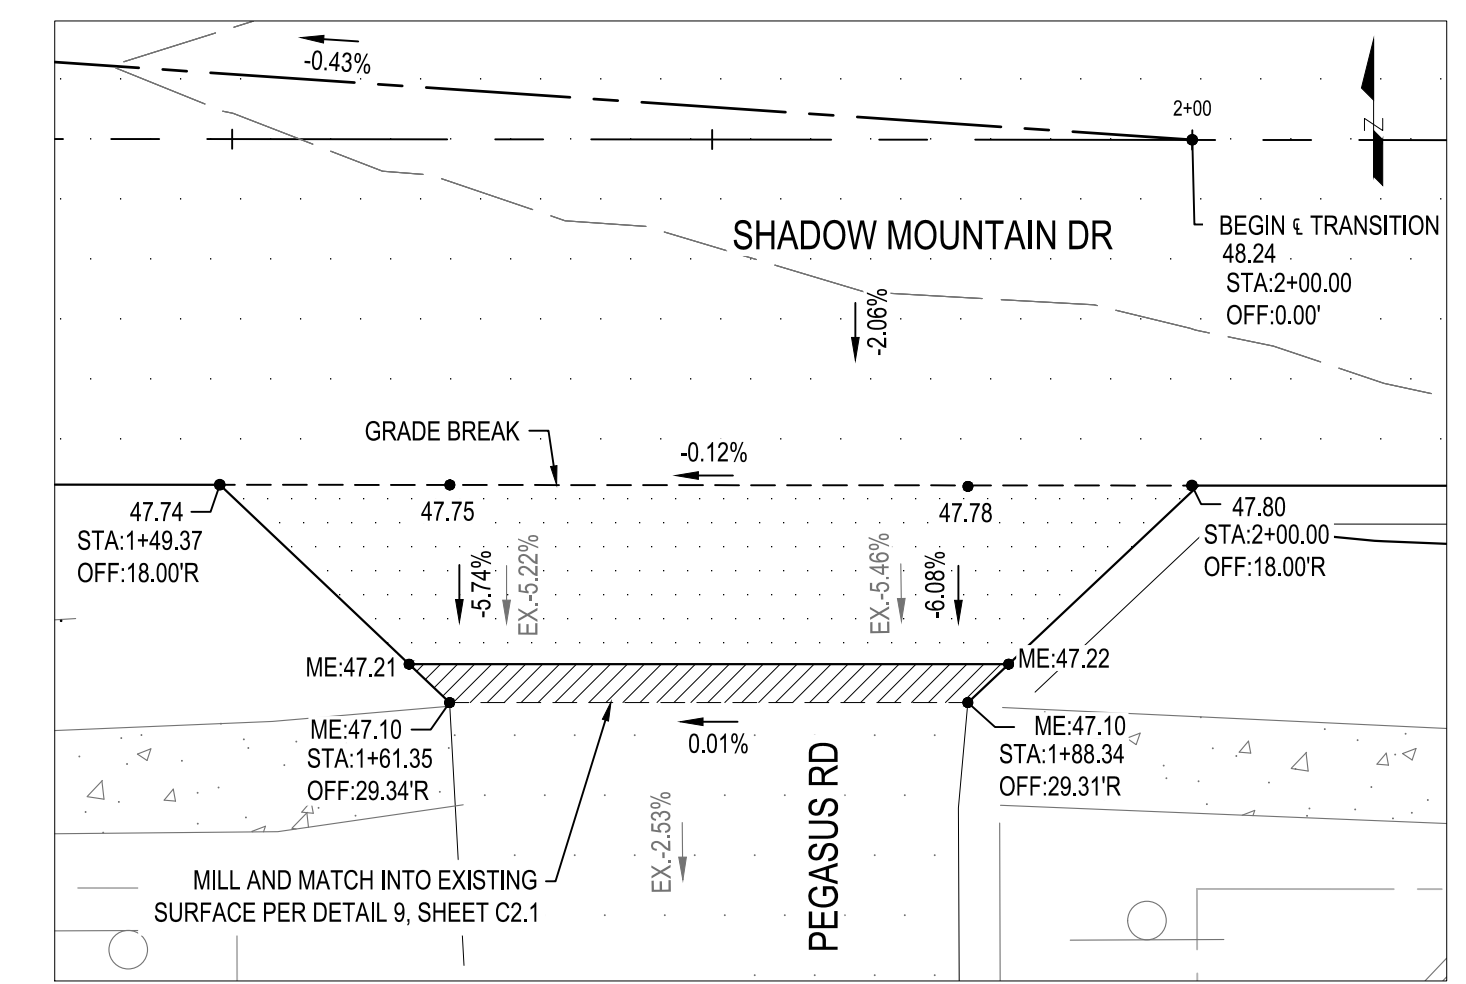 -0.43%
2+00
Z
SHADOW MOUNTAIN DR
BEGIN ℄ TRANSITION
48.24
STA:2+00.00
OFF:0.00'
-2.06%
GRADE BREAK
-0.12%
47.74
STA:1+49.37
OFF:18.00'R
47.75
47.78
47.80
STA:2+00.00
OFF:18.00'R
-5.74%
EX.-5.22%
EX.-5.46%
-6.08%
ME:47.21
ME:47.22
ME:47.10
STA:1+61.35
OFF:29.34'R
0.01%
ME:47.10
STA:1+88.34
OFF:29.31'R
EX.-2.53%
PEGASUS RD
MILL AND MATCH INTO EXISTING
SURFACE PER DETAIL 9, SHEET C2.1